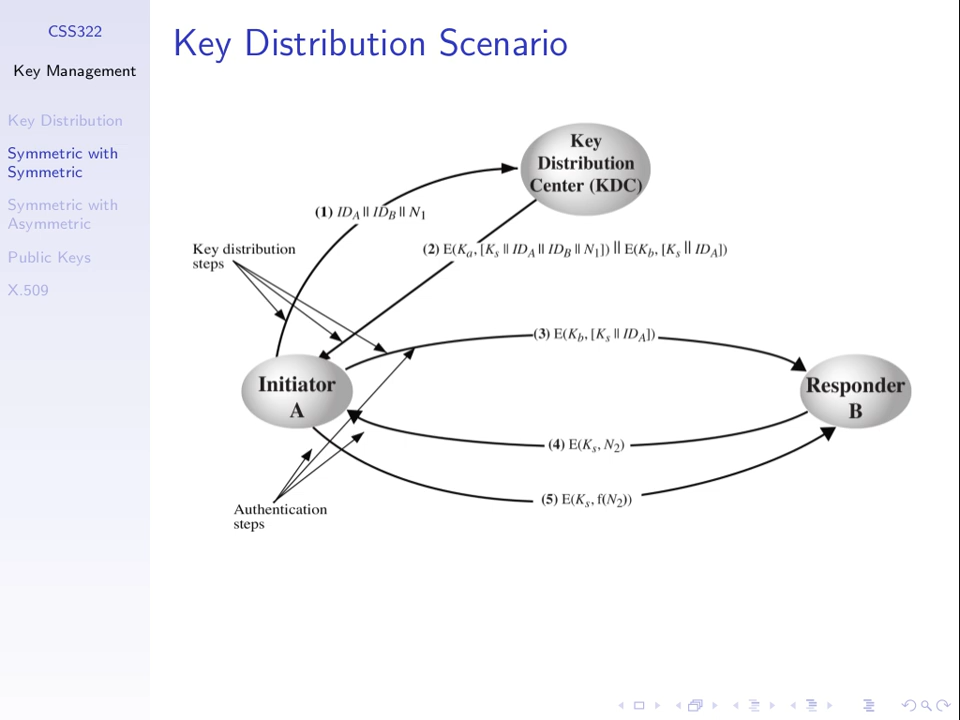 CSS322
Key Management
Key Distribution
Symmetric with
Symmetric
Symmetric with
Asymmetric
Public Keys
X.509
Key Distribution Scenario
Key
Distribution
Center (KDC)
(1) ID_A || ID_B || N_1
Key distribution
steps
(2) E(K_a, [K_s || ID_A || ID_B || N_1]) || E(K_b, [K_s || ID_A])
(3) E(K_b, [K_s || ID_A])
Initiator
A
Responder
B
(4) E(K_s, N_2)
(5) E(K_s, f(N_2))
Authentication
steps